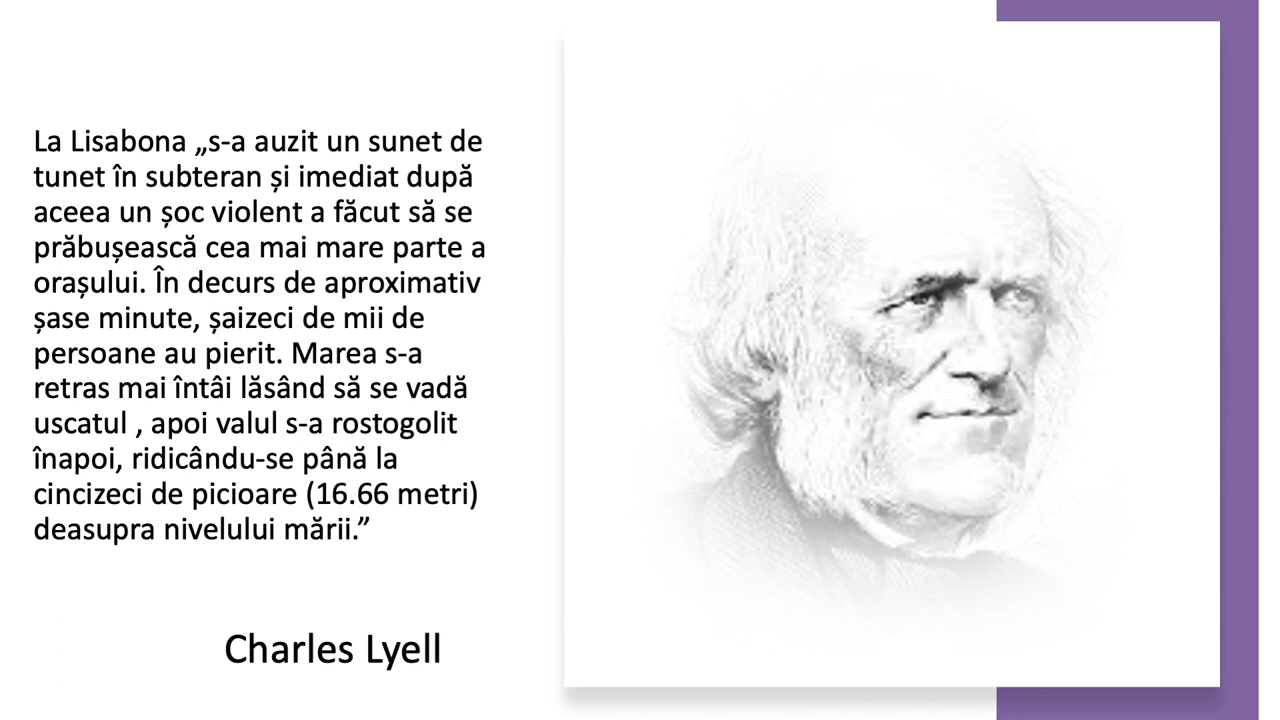 La Lisabona „s-a auzit un sunet de
tunet în subteran și imediat după
aceea un șoc violent a făcut să se
prăbușească cea mai mare parte a
orașului. În decurs de aproximativ
șase minute, șaizeci de mii de
persoane au pierit. Marea s-a
retras mai întâi lăsând să se vadă
uscatul , apoi valul s-a rostogolit
înapoi, ridicându-se până la
cincizeci de picioare (16.66 metri)
deasupra nivelului mării.”
Charles Lyell